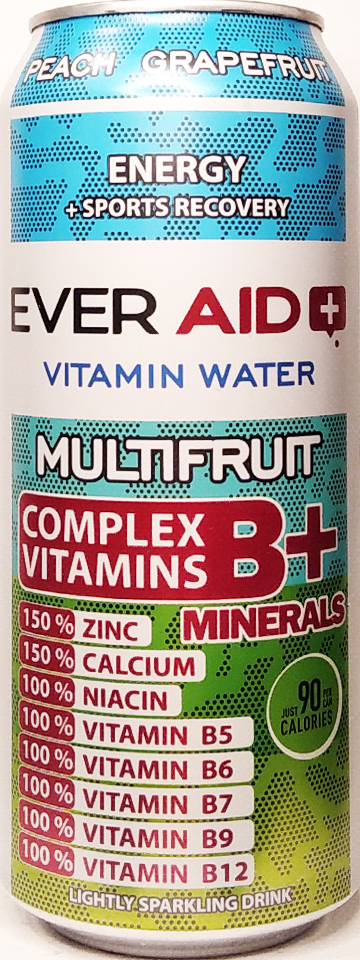 PEACH GRAPEFRUIT
ENERGY
+ SPORTS RECOVERY
EVER AID
VITAMIN WATER
MULTIFRUIT
COMPLEX
VITAMINS B+
MINERALS
150 % ZINC
150 % CALCIUM
100 % NIACIN
100 % VITAMIN B5
100 % VITAMIN B6
100 % VITAMIN B7
100 % VITAMIN B9
100 % VITAMIN B12
JUST 90 PER CAN
CALORIES
LIGHTLY SPARKLING DRINK